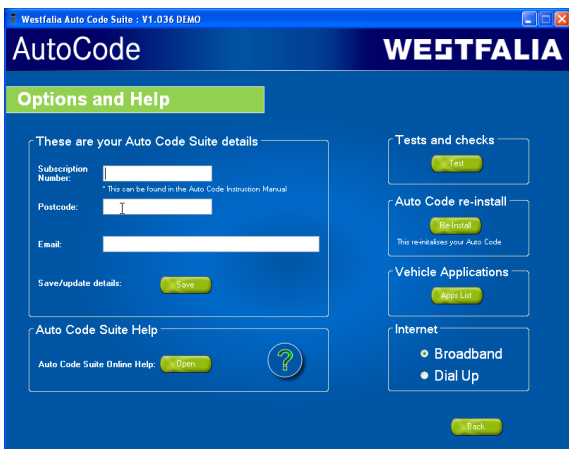 Westfalia Auto Code Suite : V1.036 DEMO
AutoCode
WESTFALIA
Options and Help
These are your Auto Code Suite details
Subscription
Number:
* This can be found in the Auto Code Instruction Manual
Postcode:
Email:
Save/update details:
Save
Auto Code Suite Help
Auto Code Suite Online Help:
Open
?
Tests and checks
Test
Auto Code re-install
Re-Install
This re-initalises your Auto Code
Vehicle Applications
Apps List
Internet
Broadband
Dial Up
Back